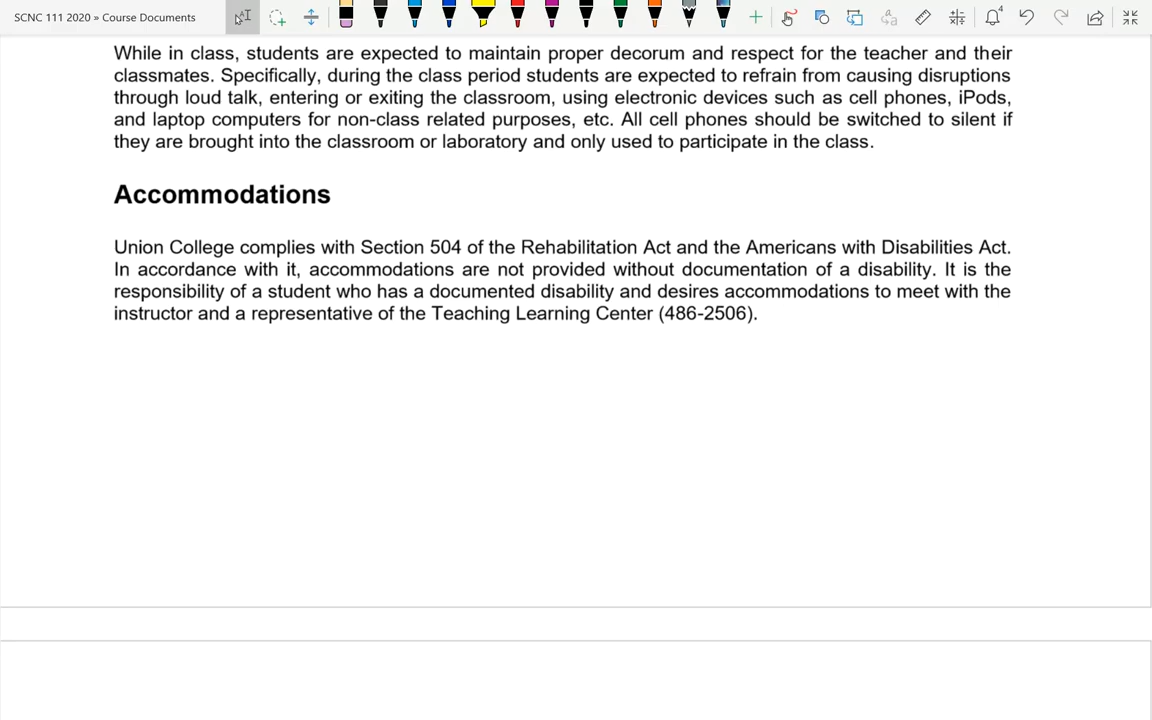 SCNC 111 2020 » Course Documents
4
While in class, students are expected to maintain proper decorum and respect for the teacher and their
classmates. Specifically, during the class period students are expected to refrain from causing disruptions
through loud talk, entering or exiting the classroom, using electronic devices such as cell phones, iPods,
and laptop computers for non-class related purposes, etc. All cell phones should be switched to silent if
they are brought into the classroom or laboratory and only used to participate in the class.
Accommodations
Union College complies with Section 504 of the Rehabilitation Act and the Americans with Disabilities Act.
In accordance with it, accommodations are not provided without documentation of a disability. It is the
responsibility of a student who has a documented disability and desires accommodations to meet with the
instructor and a representative of the Teaching Learning Center (486-2506).